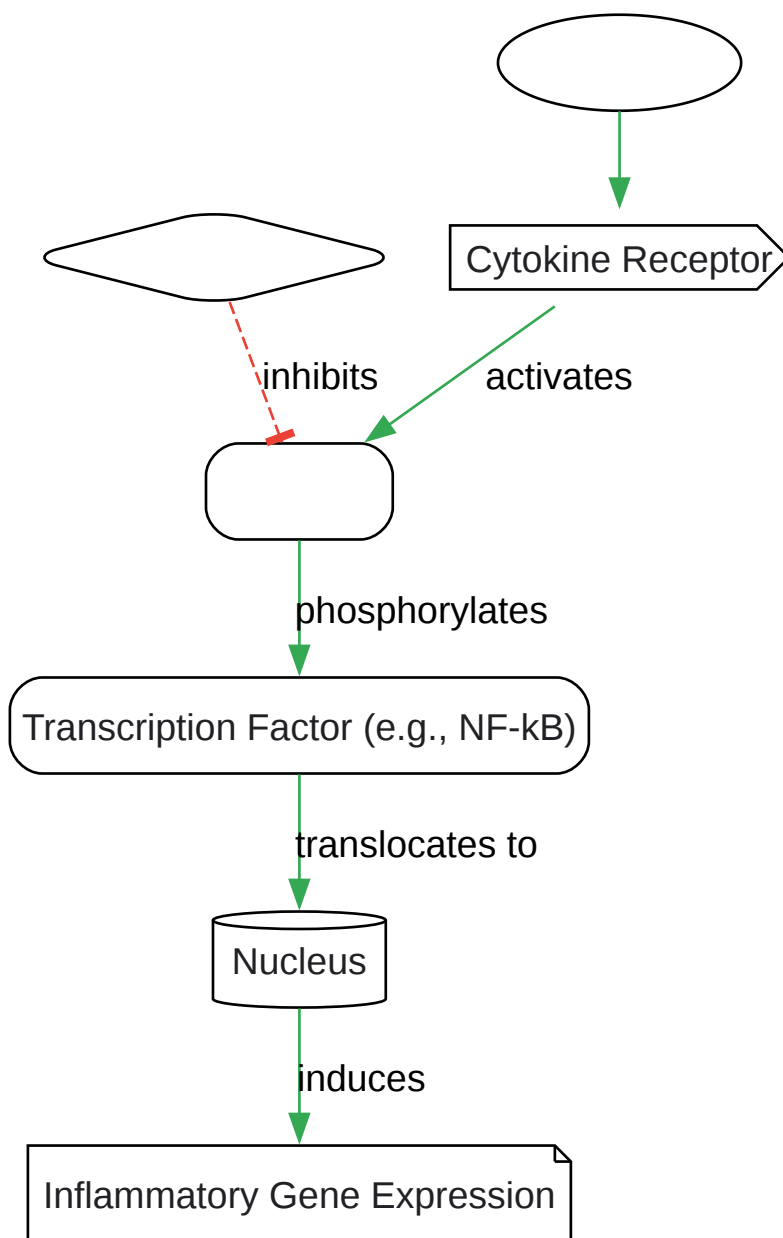 Cytokine Receptor
inhibits
activates
phosphorylates
Transcription Factor (e.g., NF-kB)
translocates to
Nucleus
induces
Inflammatory Gene Expression